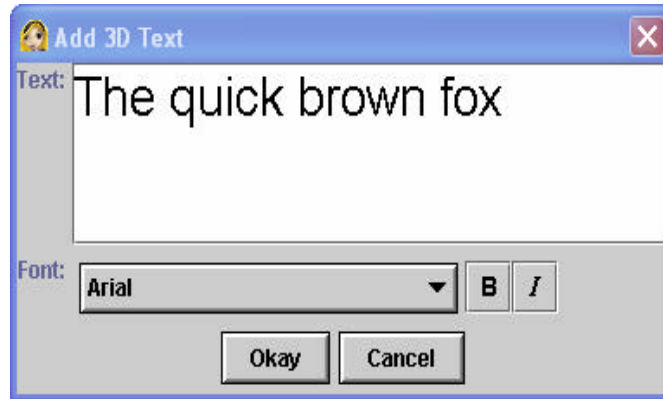 Add 3D Text
Text:
The quick brown fox
Font:
Arial
B I
Okay Cancel